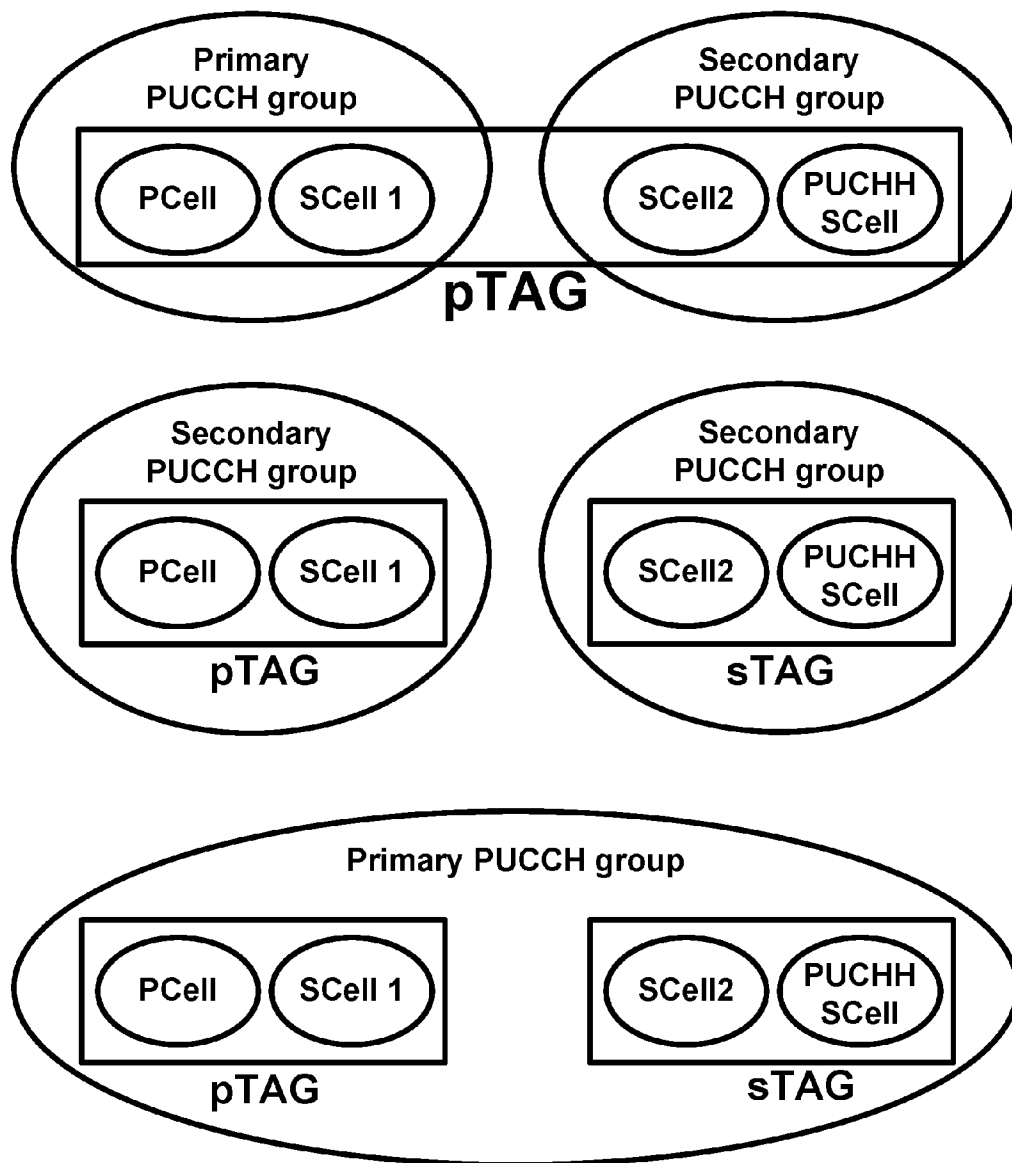 Primary
PUCCH group
Secondary
PUCCH group
PCell
SCell 1
SCell2
PUCHH
SCell
pTAG
Secondary
PUCCH group
Secondary
PUCCH group
PCell
SCell 1
SCell2
PUCHH
SCell
pTAG
sTAG
Primary PUCCH group
PCell
SCell 1
SCell2
PUCHH
SCell
pTAG
sTAG